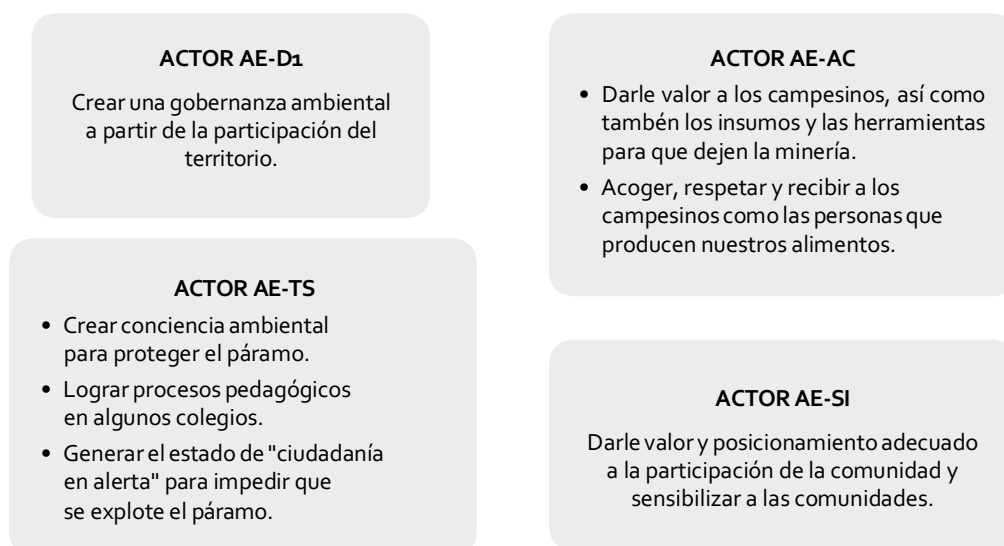 ACTOR AE-D1
Crear una gobernanza ambiental
a partir de la participación del
territorio.
ACTOR AE-AC
• Darle valor a los campesinos, así como
tambén los insumos y las herramientas
para que dejen la minería.
• Acoger, respetar y recibir a los
campesinos como las personas que
producen nuestros alimentos.
ACTOR AE-TS
• Crear conciencia ambiental
para proteger el páramo.
• Lograr procesos pedagógicos
en algunos colegios.
• Generar el estado de "ciudadanía
en alerta" para impedir que
se explote el páramo.
ACTOR AE-SI
Darle valor y posicionamiento adecuado
a la participación de la comunidad y
sensibilizar a las comunidades.